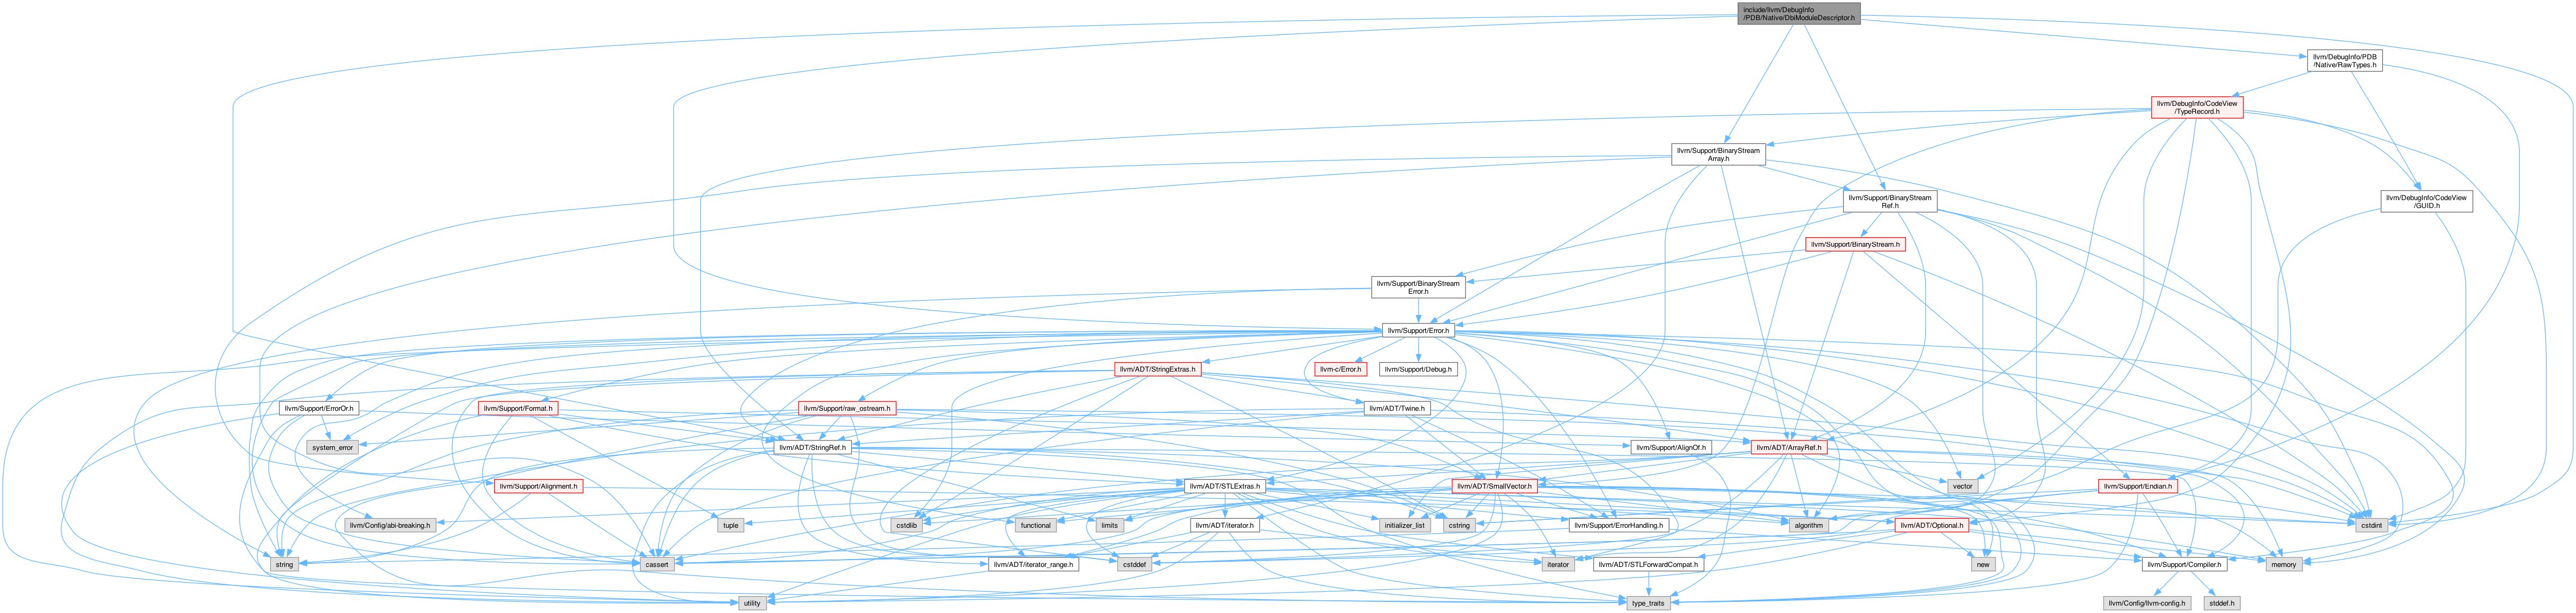 include/llvm/DebugInfo
/PDB/Native/DbiModuleDescriptor.h
llvm/DebugInfo/PDB
/Native/RawTypes.h
llvm/DebugInfo/CodeView
/TypeRecord.h
llvm/Support/BinaryStream
Array.h
llvm/Support/BinaryStream
Ref.h
llvm/DebugInfo/CodeView
/GUID.h
llvm/Support/BinaryStream.h
llvm/Support/BinaryStream
Error.h
llvm/Support/Error.h
llvm/ADT/StringExtras.h
llvm-c/Error.h
llvm/Support/Debug.h
llvm/Support/ErrorOr.h
llvm/Support/Format.h
llvm/Support/raw_ostream.h
llvm/ADT/Twine.h
system_error
llvm/ADT/StringRef.h
llvm/Support/AlignOf.h
llvm/ADT/ArrayRef.h
llvm/Support/Alignment.h
llvm/ADT/STLExtras.h
llvm/ADT/SmallVector.h
vector
llvm/Support/Endian.h
llvm/Config/abi-breaking.h
tuple
cstdlib
functional
limits
llvm/ADT/iterator.h
initializer_list
cstring
llvm/Support/ErrorHandling.h
algorithm
llvm/ADT/Optional.h
cstdint
string
cassert
llvm/ADT/iterator_range.h
cstddef
iterator
llvm/ADT/STLForwardCompat.h
new
llvm/Support/Compiler.h
memory
utility
type_traits
llvm/Config/llvm-config.h
stddef.h